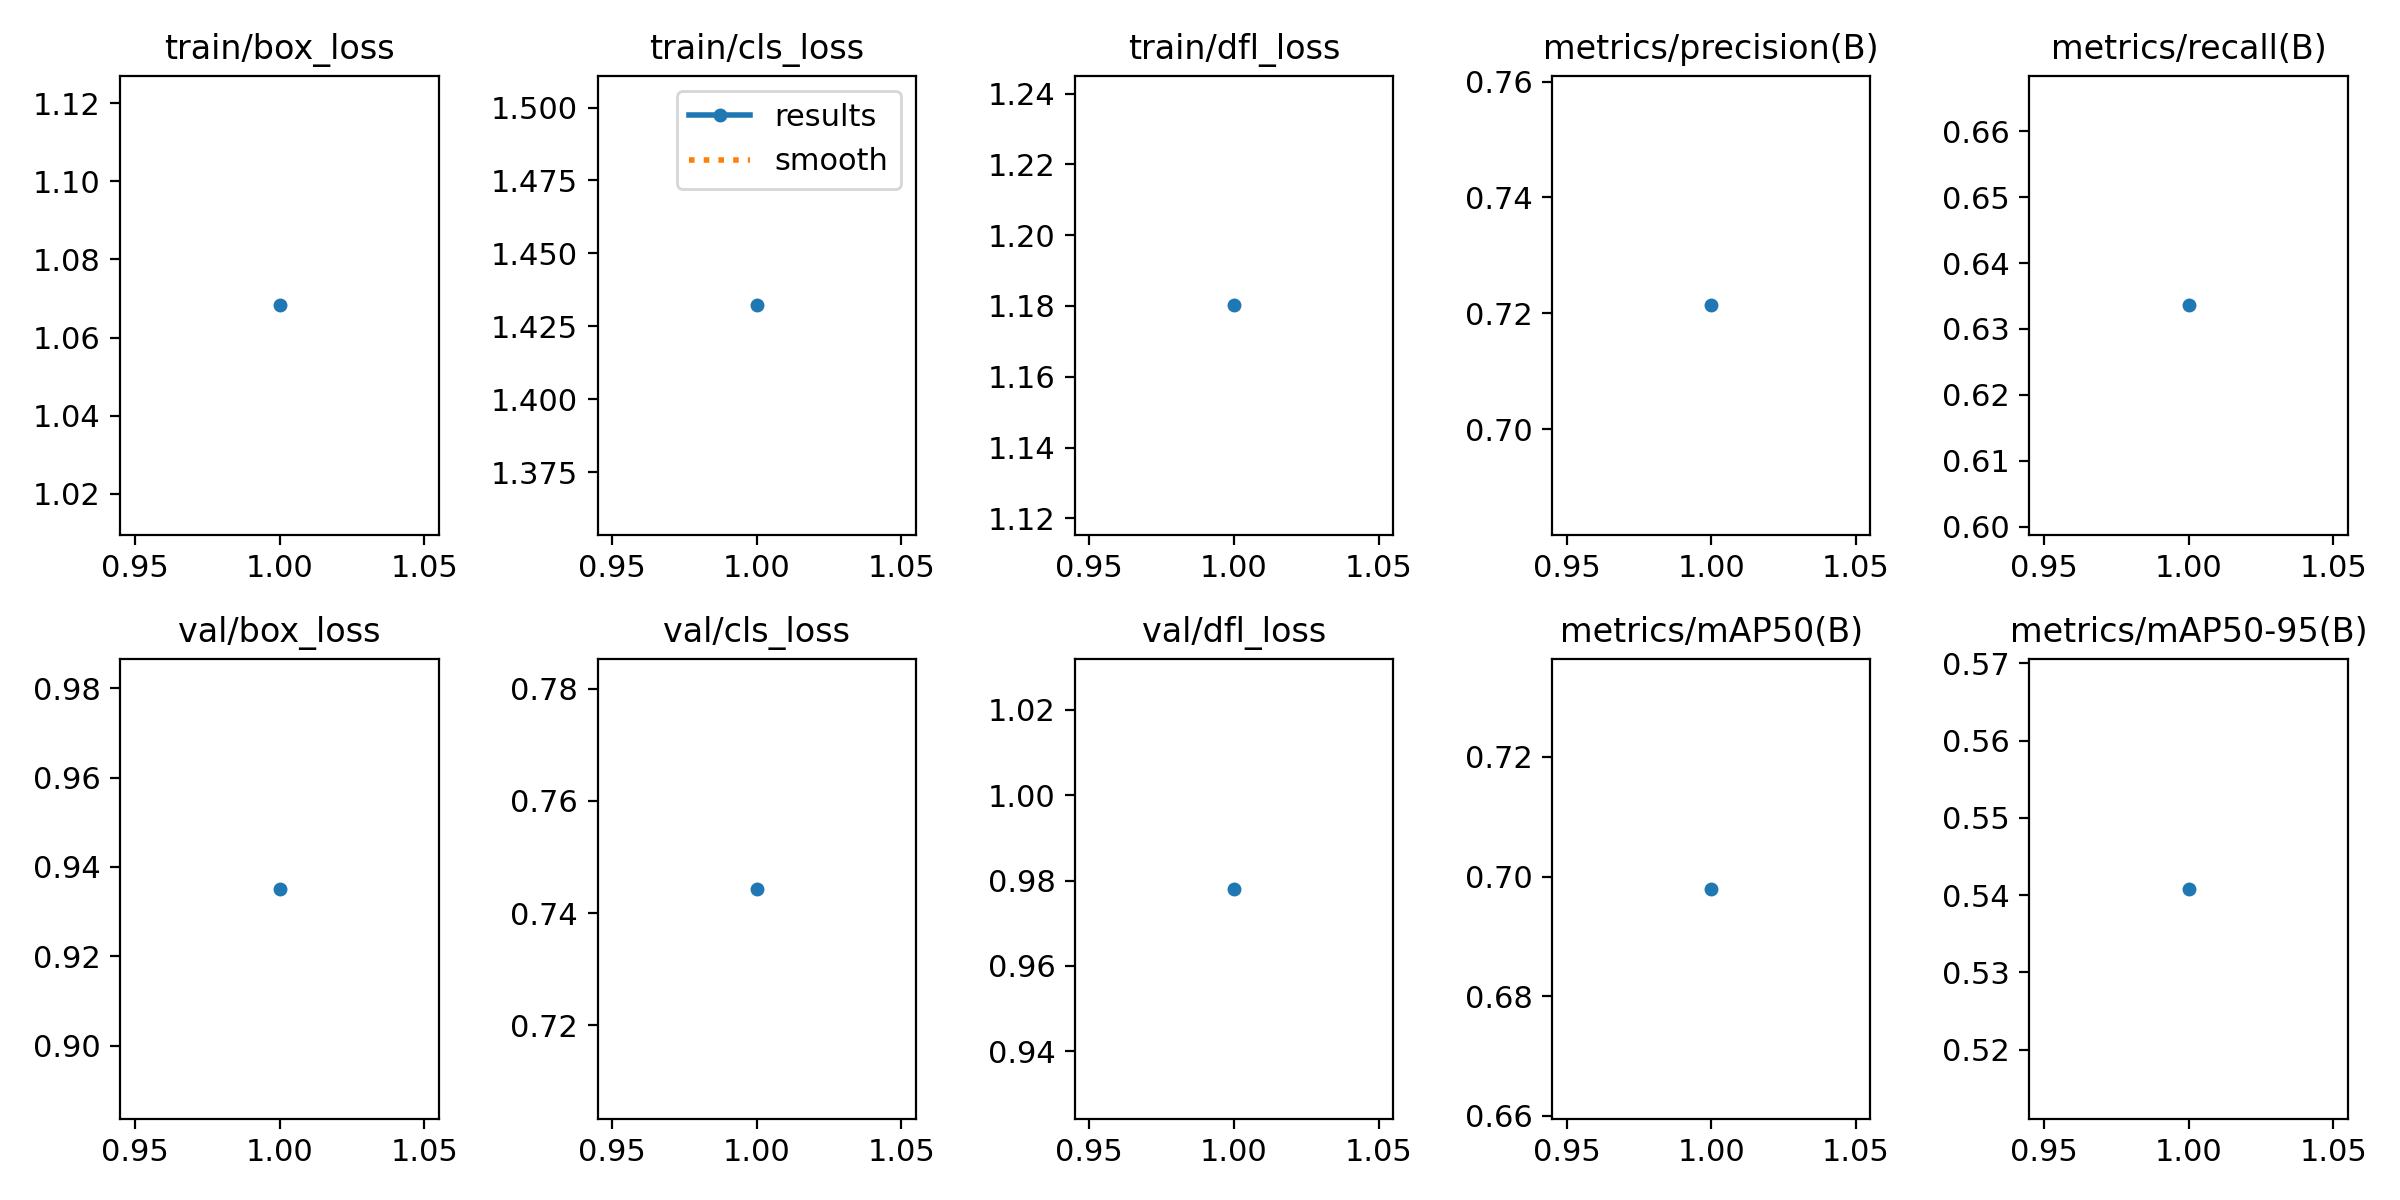 train/box_loss
1.12
1.10
1.08
1.06
1.04
1.02
0.95 1.00 1.05
train/cls_loss
results
smooth
1.500
1.475
1.450
1.425
1.400
1.375
0.95 1.00 1.05
train/dfl_loss
1.24
1.22
1.20
1.18
1.16
1.14
1.12
0.95 1.00 1.05
metrics/precision(B)
0.76
0.74
0.72
0.70
0.95 1.00 1.05
metrics/recall(B)
0.66
0.65
0.64
0.63
0.62
0.61
0.60
0.95 1.00 1.05
val/box_loss
0.98
0.96
0.94
0.92
0.90
0.95 1.00 1.05
val/cls_loss
0.78
0.76
0.74
0.72
0.95 1.00 1.05
val/dfl_loss
1.02
1.00
0.98
0.96
0.94
0.95 1.00 1.05
metrics/mAP50(B)
0.72
0.70
0.68
0.66
0.95 1.00 1.05
metrics/mAP50-95(B)
0.57
0.56
0.55
0.54
0.53
0.52
0.95 1.00 1.05